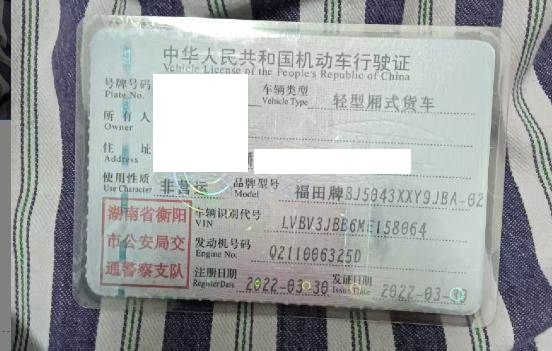 中华人民共和国机动车行驶证
Vehicle License of the People's Republic of China
号牌号码
Plate No.
车辆类型
Vehicle Type
轻型厢式货车
所有人
Owner
住址
Address
使用性质
Use Character
非营运
品牌型号
Model
福田牌BJ5043XXY9JBA-02
湖南省衡阳
市公安局交
通警察支队
车辆识别代号
VIN
LVBV3JBB6ME158064
发动机号码
Engine No.
Q211006325D
注册日期
Register Date
2022-03-30
发证日期
Issue Date
2022-03-